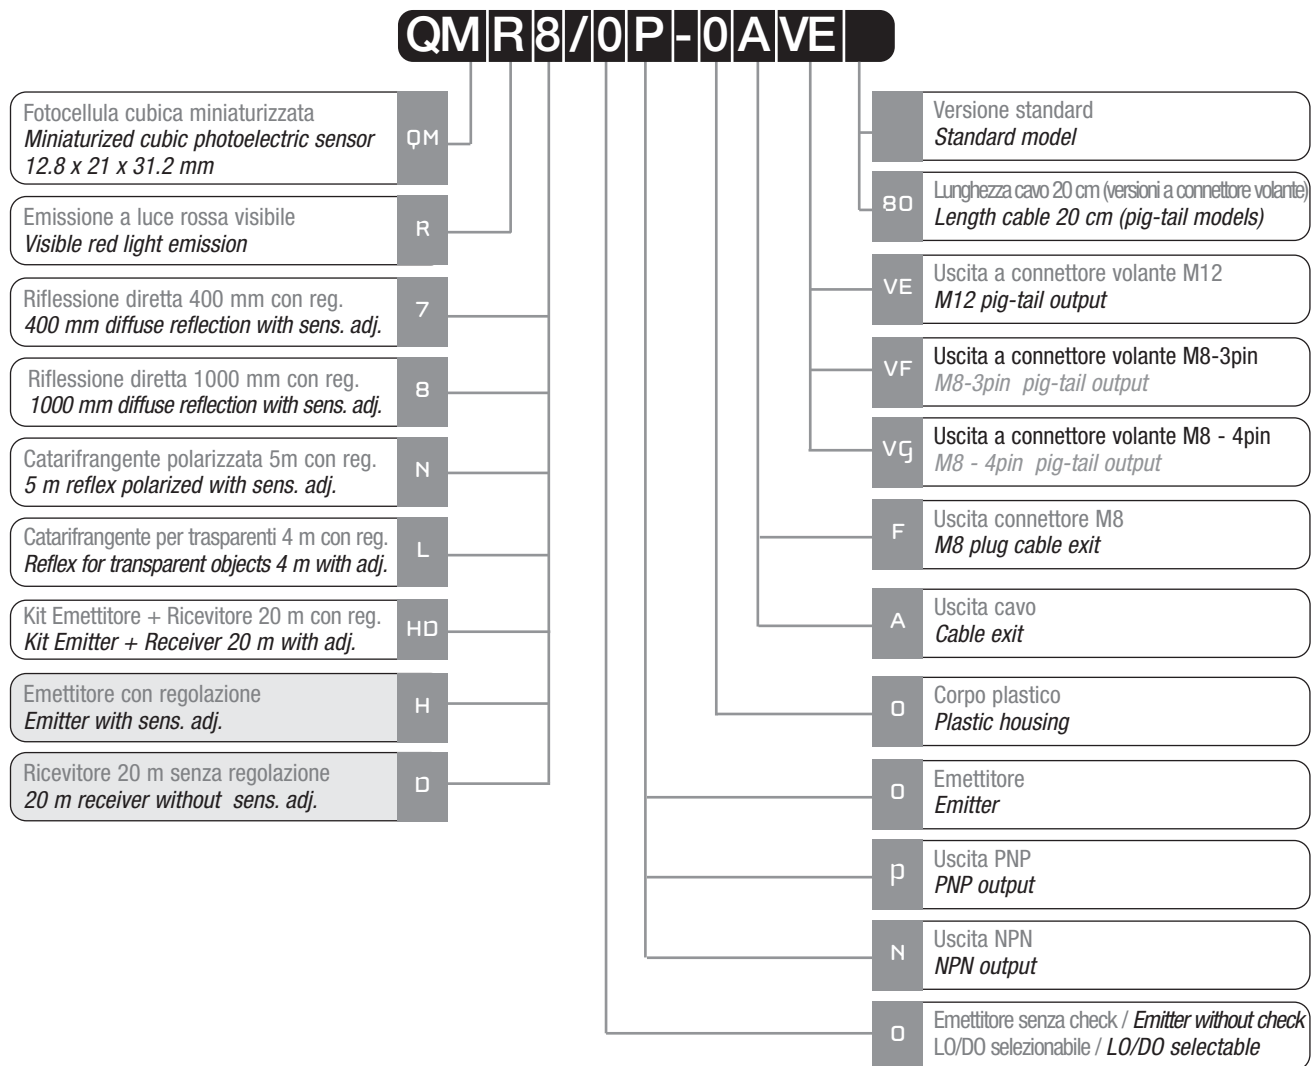 QMR8/0P-0AVE
Fotocellula cubica miniaturizzata
Miniaturized cubic photoelectric sensor
12.8 x 21 x 31.2 mm
QM
Emissione a luce rossa visibile
Visible red light emission
R
Riflessione diretta 400 mm con reg.
400 mm diffuse reflection with sens. adj.
7
Riflessione diretta 1000 mm con reg.
1000 mm diffuse reflection with sens. adj.
8
Catarifrangente polarizzata 5m con reg.
5 m reflex polarized with sens. adj.
N
Catarifrangente per trasparenti 4 m con reg.
Reflex for transparent objects 4 m with adj.
L
Kit Emettitore + Ricevitore 20 m con reg.
Kit Emitter + Receiver 20 m with adj.
HD
Emettitore con regolazione
Emitter with sens. adj.
H
Ricevitore 20 m senza regolazione
20 m receiver without sens. adj.
D
Versione standard
Standard model
80
Lunghezza cavo 20 cm (versioni a connettore volante)
Length cable 20 cm (pig-tail models)
VE
Uscita a connettore volante M12
M12 pig-tail output
VF
Uscita a connettore volante M8-3pin
M8-3pin pig-tail output
VG
Uscita a connettore volante M8 - 4pin
M8 - 4pin pig-tail output
F
Uscita connettore M8
M8 plug cable exit
A
Uscita cavo
Cable exit
0
Corpo plastico
Plastic housing
0
Emettitore
Emitter
P
Uscita PNP
PNP output
N
Uscita NPN
NPN output
0
Emettitore senza check / Emitter without check
LO/DO selezionabile / LO/DO selectable